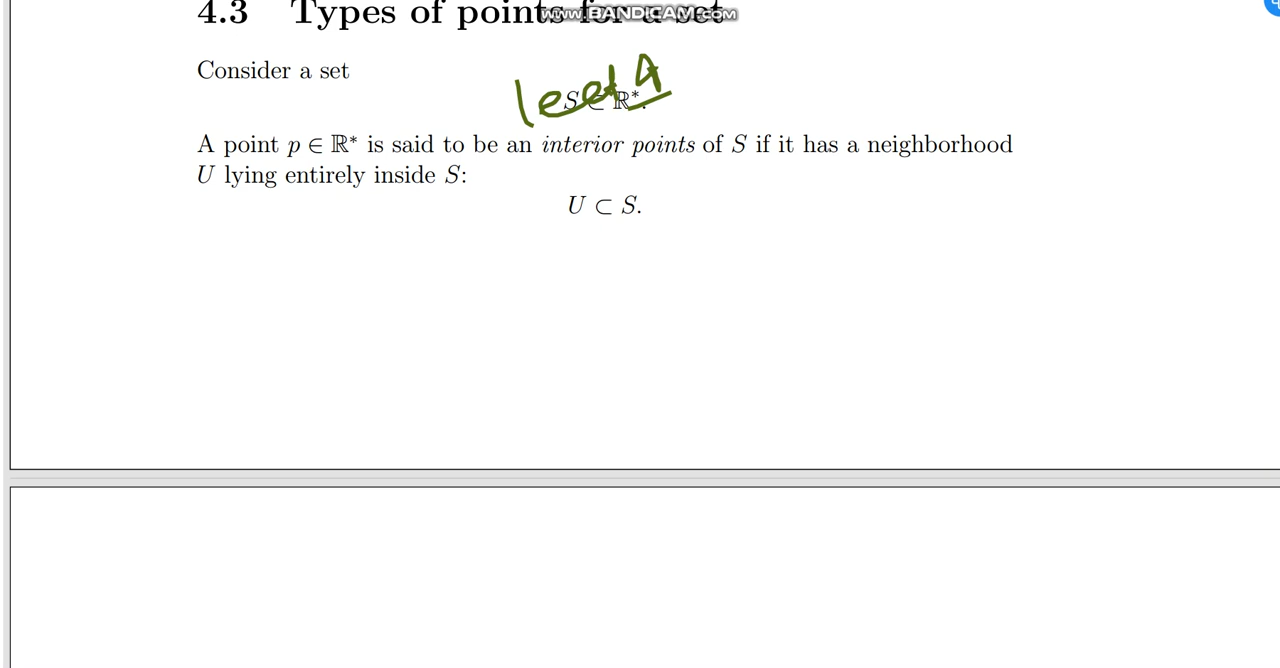 4.3 Types of points for a set
www.BANDICAM.com
Consider a set
S ⊂ ℝ*.
lect 4
A point p ∈ ℝ* is said to be an interior points of S if it has a neighborhood
U lying entirely inside S:
U ⊂ S.